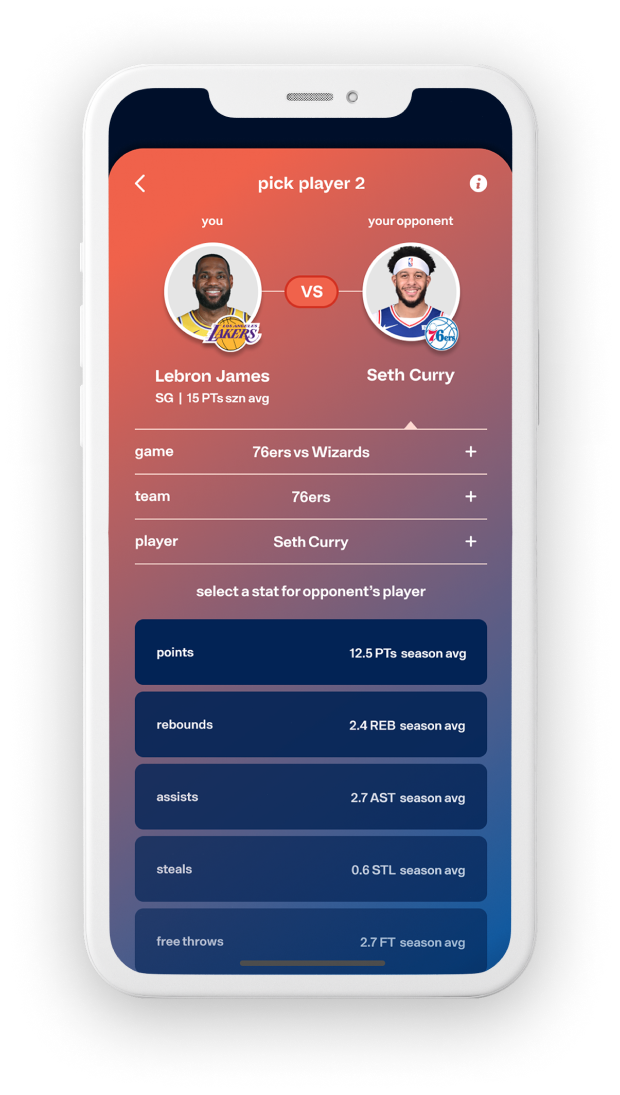 pick player 2
you
your opponent
VS
LOS ANGELES
LAKERS
76ers
Lebron James
Seth Curry
SG | 15 PTs szn avg
game 76ers vs Wizards +
team 76ers +
player Seth Curry +
select a stat for opponent's player
points 12.5 PTs season avg
rebounds 2.4 REB season avg
assists 2.7 AST season avg
steals 0.6 STL season avg
free throws 2.7 FT season avg